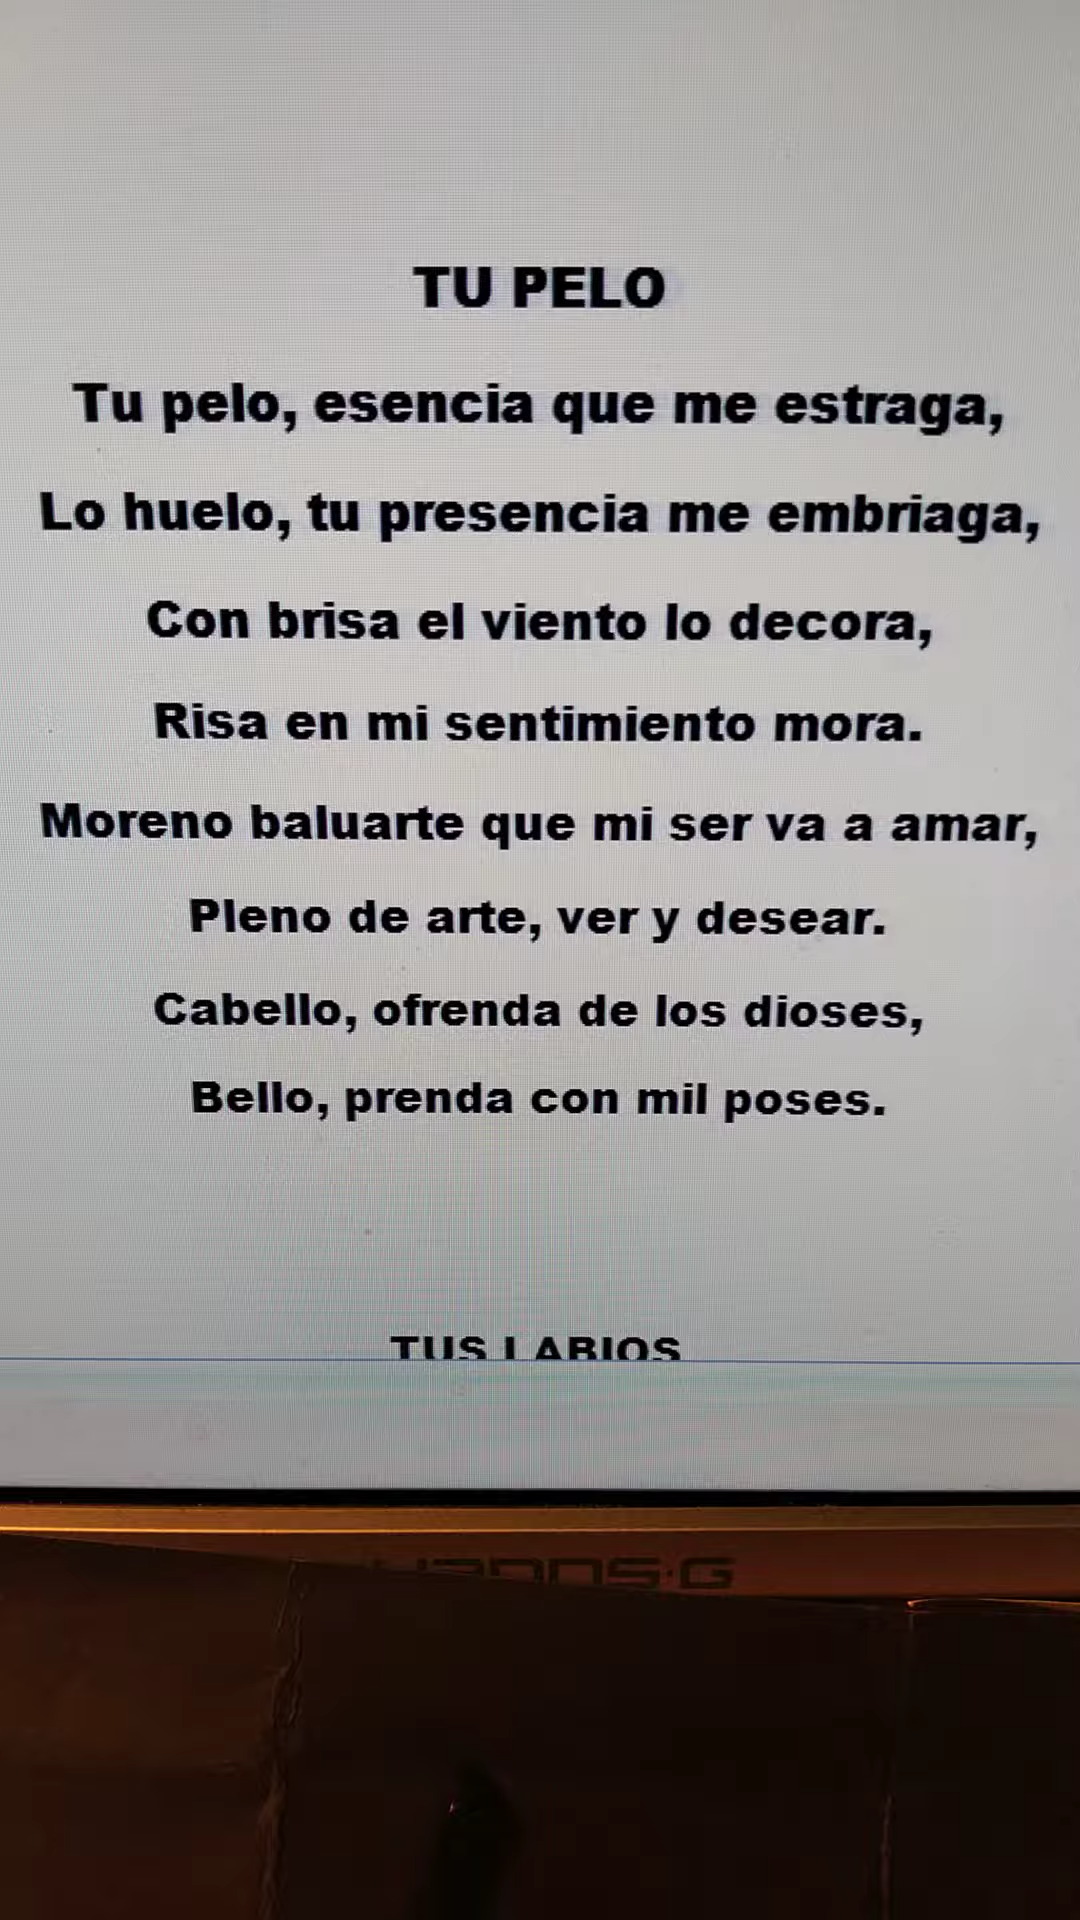 TU PELO
Tu pelo, esencia que me estraga,
Lo huelo, tu presencia me embriaga,
Con brisa el viento lo decora,
Risa en mi sentimiento mora.
Moreno baluarte que mi ser va a amar,
Pleno de arte, ver y desear.
Cabello, ofrenda de los dioses,
Bello, prenda con mil poses.
TUS LABIOS